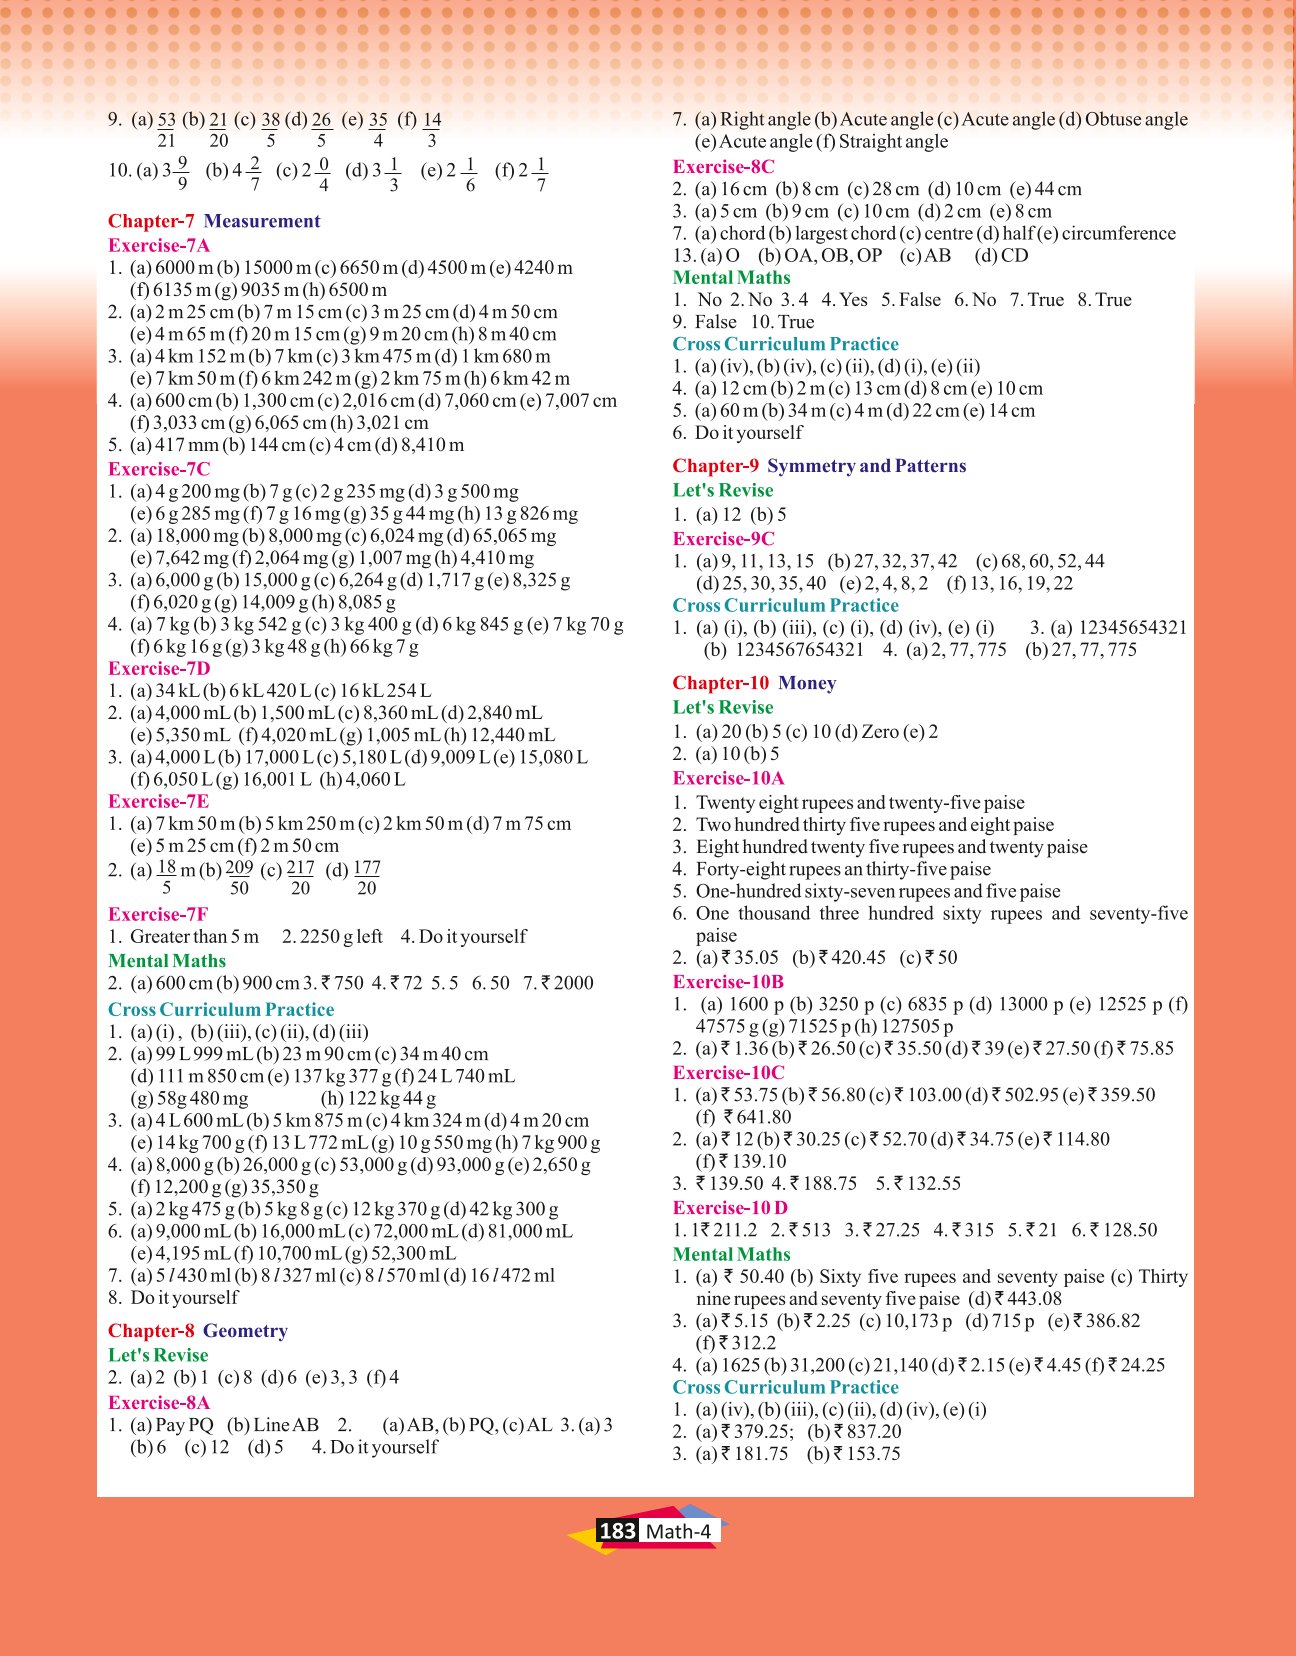 9. (a) 53/21 (b) 21/20 (c) 38/5 (d) 26/5 (e) 35/4 (f) 14/3
10. (a) 3 9/9 (b) 4 2/7 (c) 2 0/4 (d) 3 1/3 (e) 2 1/6 (f) 2 1/7
Chapter-7 Measurement
Exercise-7A
1. (a) 6000 m (b) 15000 m (c) 6650 m (d) 4500 m (e) 4240 m
(f) 6135 m (g) 9035 m (h) 6500 m
2. (a) 2 m 25 cm (b) 7 m 15 cm (c) 3 m 25 cm (d) 4 m 50 cm
(e) 4 m 65 m (f) 20 m 15 cm (g) 9 m 20 cm (h) 8 m 40 cm
3. (a) 4 km 152 m (b) 7 km (c) 3 km 475 m (d) 1 km 680 m
(e) 7 km 50 m (f) 6 km 242 m (g) 2 km 75 m (h) 6 km 42 m
4. (a) 600 cm (b) 1,300 cm (c) 2,016 cm (d) 7,060 cm (e) 7,007 cm
(f) 3,033 cm (g) 6,065 cm (h) 3,021 cm
5. (a) 417 mm (b) 144 cm (c) 4 cm (d) 8,410 m
Exercise-7C
1. (a) 4 g 200 mg (b) 7 g (c) 2 g 235 mg (d) 3 g 500 mg
(e) 6 g 285 mg (f) 7 g 16 mg (g) 35 g 44 mg (h) 13 g 826 mg
2. (a) 18,000 mg (b) 8,000 mg (c) 6,024 mg (d) 65,065 mg
(e) 7,642 mg (f) 2,064 mg (g) 1,007 mg (h) 4,410 mg
3. (a) 6,000 g (b) 15,000 g (c) 6,264 g (d) 1,717 g (e) 8,325 g
(f) 6,020 g (g) 14,009 g (h) 8,085 g
4. (a) 7 kg (b) 3 kg 542 g (c) 3 kg 400 g (d) 6 kg 845 g (e) 7 kg 70 g
(f) 6 kg 16 g (g) 3 kg 48 g (h) 66 kg 7 g
Exercise-7D
1. (a) 34 kL (b) 6 kL 420 L (c) 16 kL 254 L
2. (a) 4,000 mL (b) 1,500 mL (c) 8,360 mL (d) 2,840 mL
(e) 5,350 mL (f) 4,020 mL (g) 1,005 mL (h) 12,440 mL
3. (a) 4,000 L (b) 17,000 L (c) 5,180 L (d) 9,009 L (e) 15,080 L
(f) 6,050 L (g) 16,001 L (h) 4,060 L
Exercise-7E
1. (a) 7 km 50 m (b) 5 km 250 m (c) 2 km 50 m (d) 7 m 75 cm
(e) 5 m 25 cm (f) 2 m 50 cm
2. (a) 18/5 m (b) 209/50 (c) 217/20 (d) 177/20
Exercise-7F
1. Greater than 5 m 2. 2250 g left 4. Do it yourself
Mental Maths
2. (a) 600 cm (b) 900 cm 3. ₹ 750 4. ₹ 72 5. 5 6. 50 7. ₹ 2000
Cross Curriculum Practice
1. (a) (i) , (b) (iii), (c) (ii), (d) (iii)
2. (a) 99 L 999 mL (b) 23 m 90 cm (c) 34 m 40 cm
(d) 111 m 850 cm (e) 137 kg 377 g (f) 24 L 740 mL
(g) 58g 480 mg (h) 122 kg 44 g
3. (a) 4 L 600 mL (b) 5 km 875 m (c) 4 km 324 m (d) 4 m 20 cm
(e) 14 kg 700 g (f) 13 L 772 mL (g) 10 g 550 mg (h) 7 kg 900 g
4. (a) 8,000 g (b) 26,000 g (c) 53,000 g (d) 93,000 g (e) 2,650 g
(f) 12,200 g (g) 35,350 g
5. (a) 2 kg 475 g (b) 5 kg 8 g (c) 12 kg 370 g (d) 42 kg 300 g
6. (a) 9,000 mL (b) 16,000 mL (c) 72,000 mL (d) 81,000 mL
(e) 4,195 mL (f) 10,700 mL (g) 52,300 mL
7. (a) 5 l 430 ml (b) 8 l 327 ml (c) 8 l 570 ml (d) 16 l 472 ml
8. Do it yourself
Chapter-8 Geometry
Let's Revise
2. (a) 2 (b) 1 (c) 8 (d) 6 (e) 3, 3 (f) 4
Exercise-8A
1. (a) Pay PQ (b) Line AB 2. (a) AB, (b) PQ, (c) AL 3. (a) 3
(b) 6 (c) 12 (d) 5 4. Do it yourself
7. (a) Right angle (b) Acute angle (c) Acute angle (d) Obtuse angle
(e) Acute angle (f) Straight angle
Exercise-8C
2. (a) 16 cm (b) 8 cm (c) 28 cm (d) 10 cm (e) 44 cm
3. (a) 5 cm (b) 9 cm (c) 10 cm (d) 2 cm (e) 8 cm
7. (a) chord (b) largest chord (c) centre (d) half (e) circumference
13. (a) O (b) OA, OB, OP (c) AB (d) CD
Mental Maths
1. No 2. No 3. 4 4. Yes 5. False 6. No 7. True 8. True
9. False 10. True
Cross Curriculum Practice
1. (a) (iv), (b) (iv), (c) (ii), (d) (i), (e) (ii)
4. (a) 12 cm (b) 2 m (c) 13 cm (d) 8 cm (e) 10 cm
5. (a) 60 m (b) 34 m (c) 4 m (d) 22 cm (e) 14 cm
6. Do it yourself
Chapter-9 Symmetry and Patterns
Let's Revise
1. (a) 12 (b) 5
Exercise-9C
1. (a) 9, 11, 13, 15 (b) 27, 32, 37, 42 (c) 68, 60, 52, 44
(d) 25, 30, 35, 40 (e) 2, 4, 8, 2 (f) 13, 16, 19, 22
Cross Curriculum Practice
1. (a) (i), (b) (iii), (c) (i), (d) (iv), (e) (i) 3. (a) 12345654321
(b) 1234567654321 4. (a) 2, 77, 775 (b) 27, 77, 775
Chapter-10 Money
Let's Revise
1. (a) 20 (b) 5 (c) 10 (d) Zero (e) 2
2. (a) 10 (b) 5
Exercise-10A
1. Twenty eight rupees and twenty-five paise
2. Two hundred thirty five rupees and eight paise
3. Eight hundred twenty five rupees and twenty paise
4. Forty-eight rupees an thirty-five paise
5. One-hundred sixty-seven rupees and five paise
6. One thousand three hundred sixty rupees and seventy-five
paise
2. (a) ₹ 35.05 (b) ₹ 420.45 (c) ₹ 50
Exercise-10B
1. (a) 1600 p (b) 3250 p (c) 6835 p (d) 13000 p (e) 12525 p (f)
47575 g (g) 71525 p (h) 127505 p
2. (a) ₹ 1.36 (b) ₹ 26.50 (c) ₹ 35.50 (d) ₹ 39 (e) ₹ 27.50 (f) ₹ 75.85
Exercise-10C
1. (a) ₹ 53.75 (b) ₹ 56.80 (c) ₹ 103.00 (d) ₹ 502.95 (e) ₹ 359.50
(f) ₹ 641.80
2. (a) ₹ 12 (b) ₹ 30.25 (c) ₹ 52.70 (d) ₹ 34.75 (e) ₹ 114.80
(f) ₹ 139.10
3. ₹ 139.50 4. ₹ 188.75 5. ₹ 132.55
Exercise-10 D
1. 1₹ 211.2 2. ₹ 513 3. ₹ 27.25 4. ₹ 315 5. ₹ 21 6. ₹ 128.50
Mental Maths
1. (a) ₹ 50.40 (b) Sixty five rupees and seventy paise (c) Thirty
nine rupees and seventy five paise (d) ₹ 443.08
3. (a) ₹ 5.15 (b) ₹ 2.25 (c) 10,173 p (d) 715 p (e) ₹ 386.82
(f) ₹ 312.2
4. (a) 1625 (b) 31,200 (c) 21,140 (d) ₹ 2.15 (e) ₹ 4.45 (f) ₹ 24.25
Cross Curriculum Practice
1. (a) (iv), (b) (iii), (c) (ii), (d) (iv), (e) (i)
2. (a) ₹ 379.25; (b) ₹ 837.20
3. (a) ₹ 181.75 (b) ₹ 153.75
183 Math-4